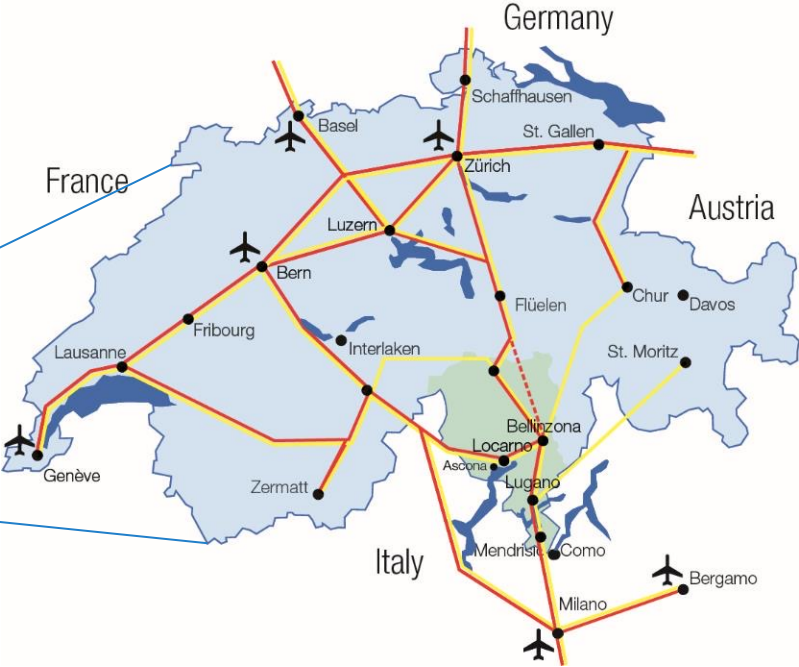 Germany
Schaffhausen
Basel
St. Gallen
Zürich
France
Austria
Luzern
Bern
Chur
Davos
Flüelen
Fribourg
Interlaken
Lausanne
St. Moritz
Bellinzona
Locarno
Ascona
Genève
Lugano
Zermatt
Mendrisio
Como
Italy
Bergamo
Milano